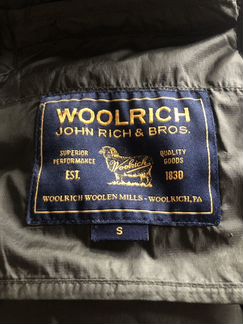 WOOLRICH
JOHN RICH & BROS.
SUPERIOR PERFORMANCE
QUALITY GOODS
Woolrich
EST. 1830
WOOLRICH WOOLEN MILLS - WOOLRICH, PA
S